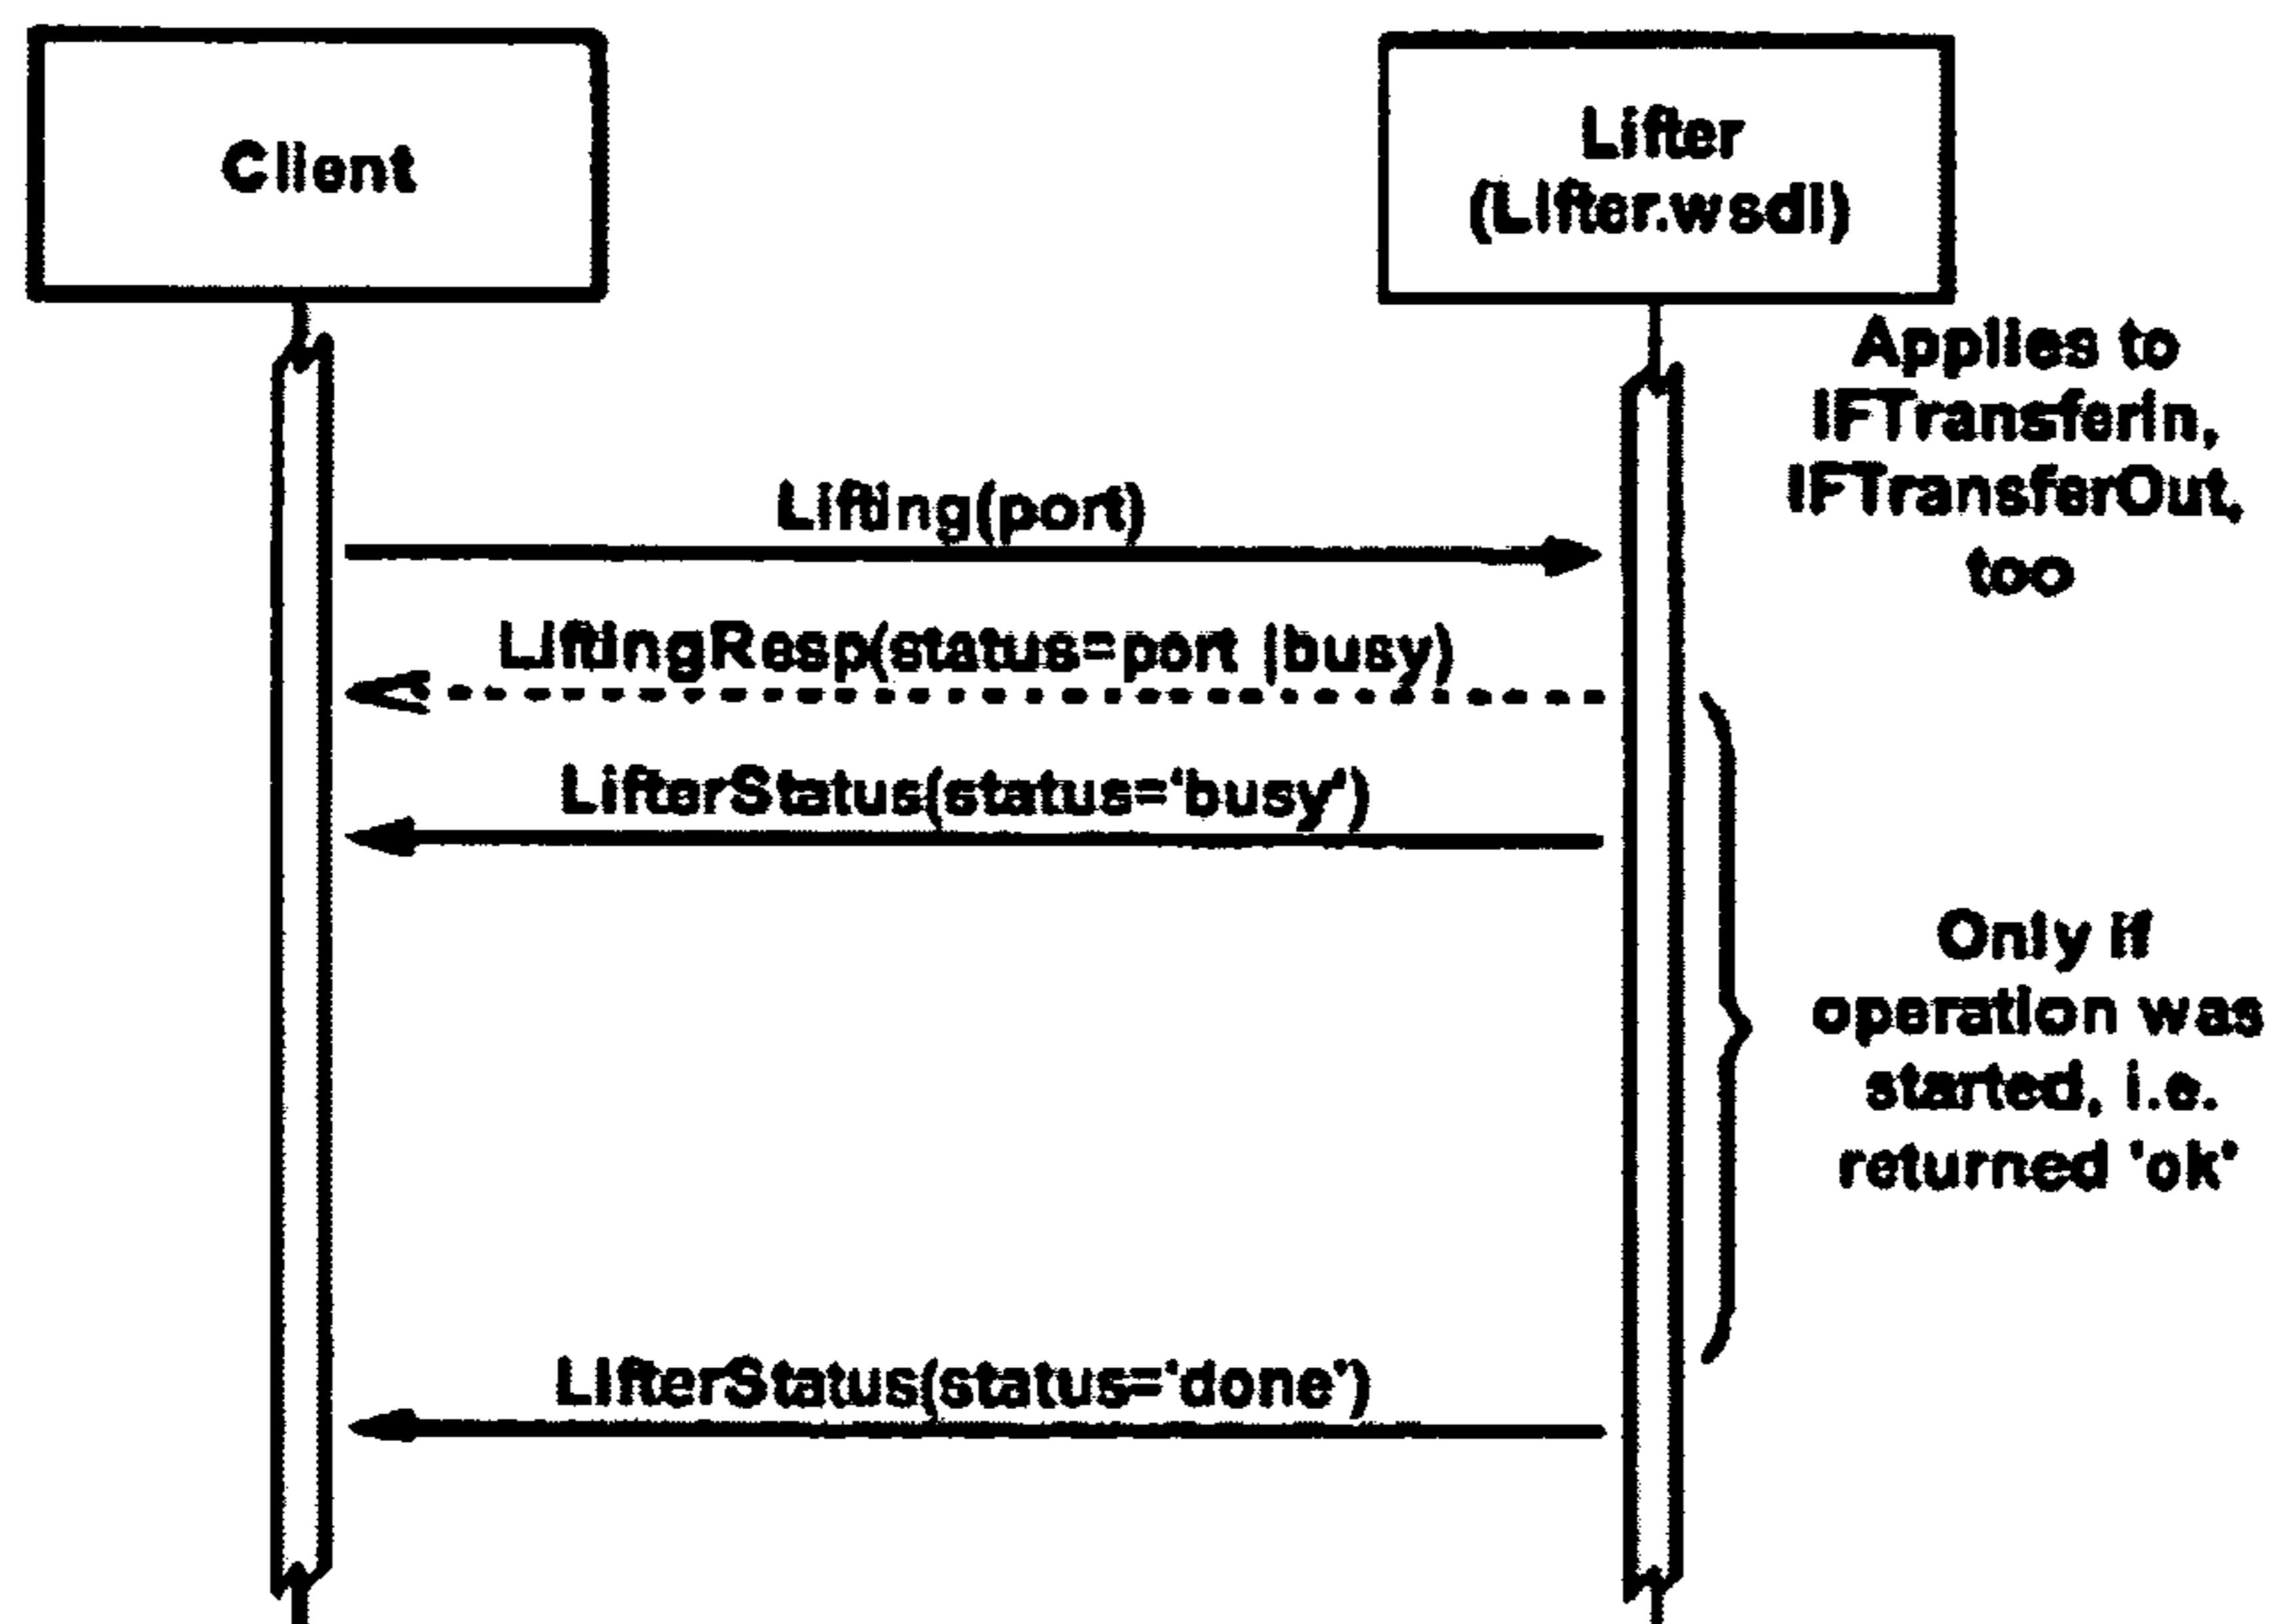 Client
Lifter
(Lifter.wsdl)
Applies to
IFTransferIn,
IFTransferOut,
too
Lifting(port)
LiftingResp(status=port |busy)
LifterStatus(status='busy')
Only if
operation was
started, i.e.
returned 'ok'
LifterStatus(status='done')